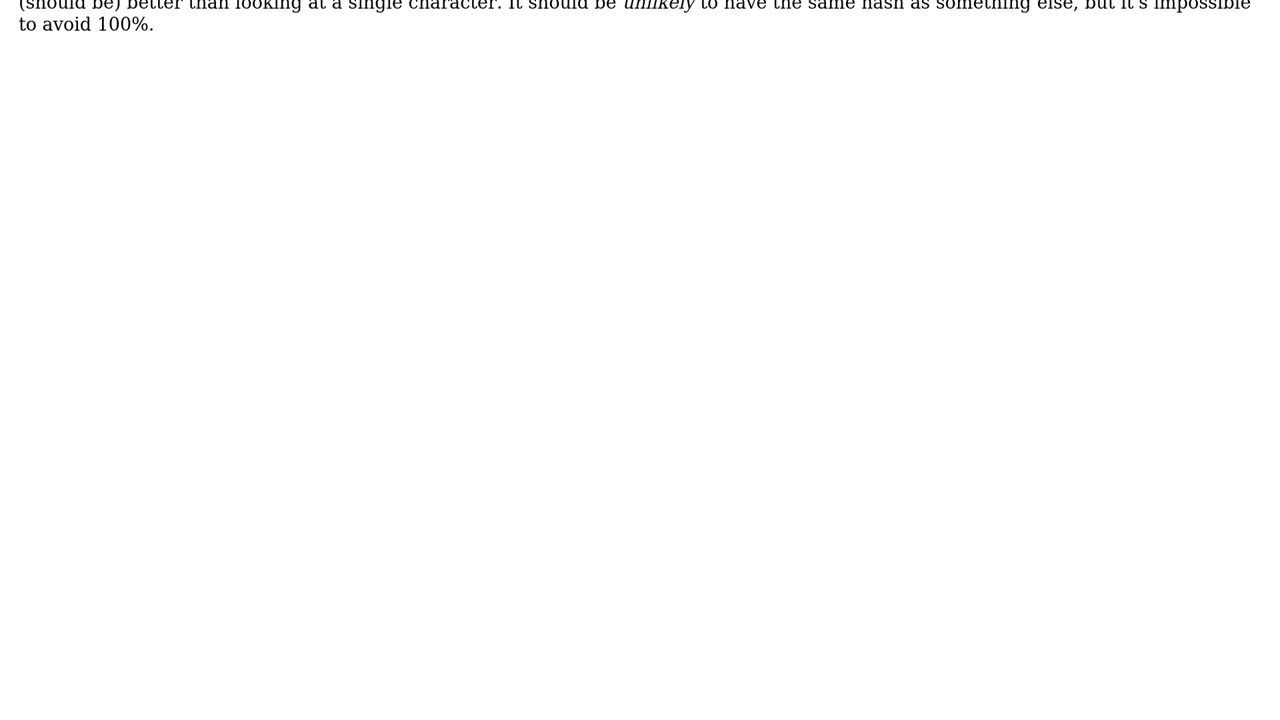 (should be) better than looking at a single character. It should be unlikely to have the same hash as something else, but it's impossible
to avoid 100%.